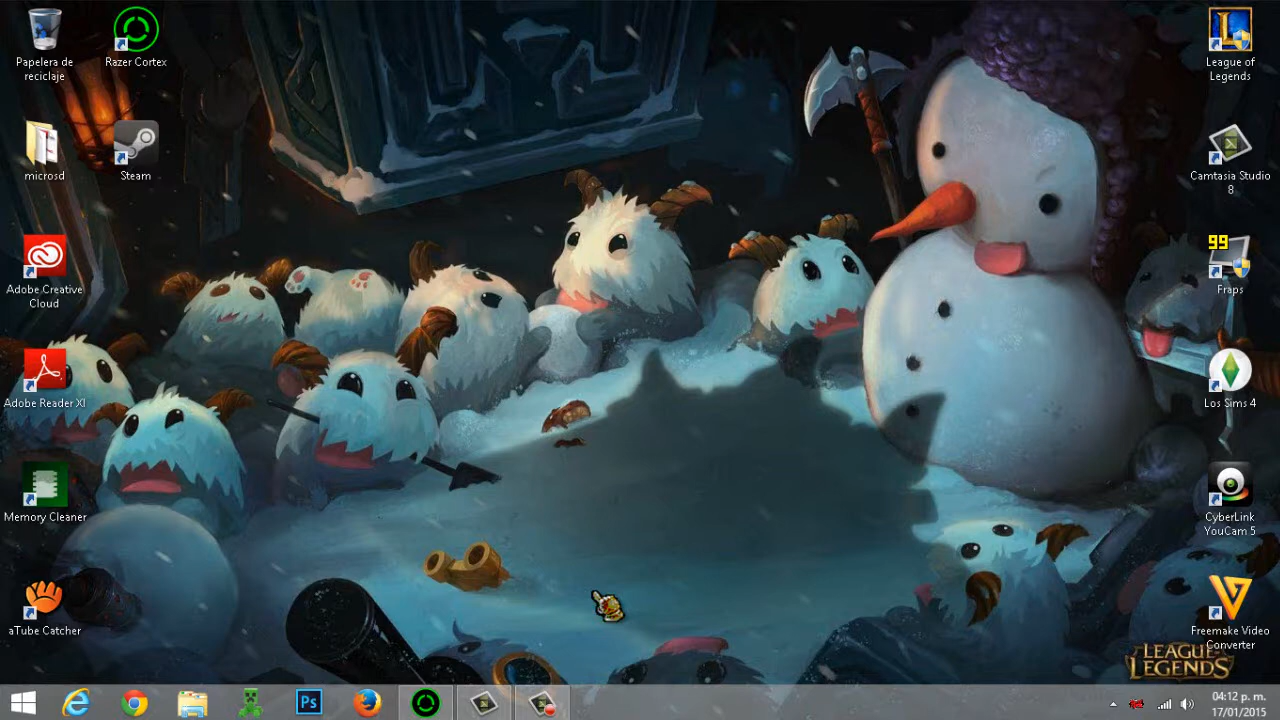 Papelera de
reciclaje
Razer Cortex
microsd
Steam
Adobe Creative
Cloud
Adobe Reader XI
Memory Cleaner
aTube Catcher
League of
Legends
Camtasia Studio
8
99
Fraps
Los Sims 4
CyberLink
YouCam 5
Freemake Video
Converter
LEAGUE of
LEGENDS
Ps
04:12 p. m.
17/01/2015